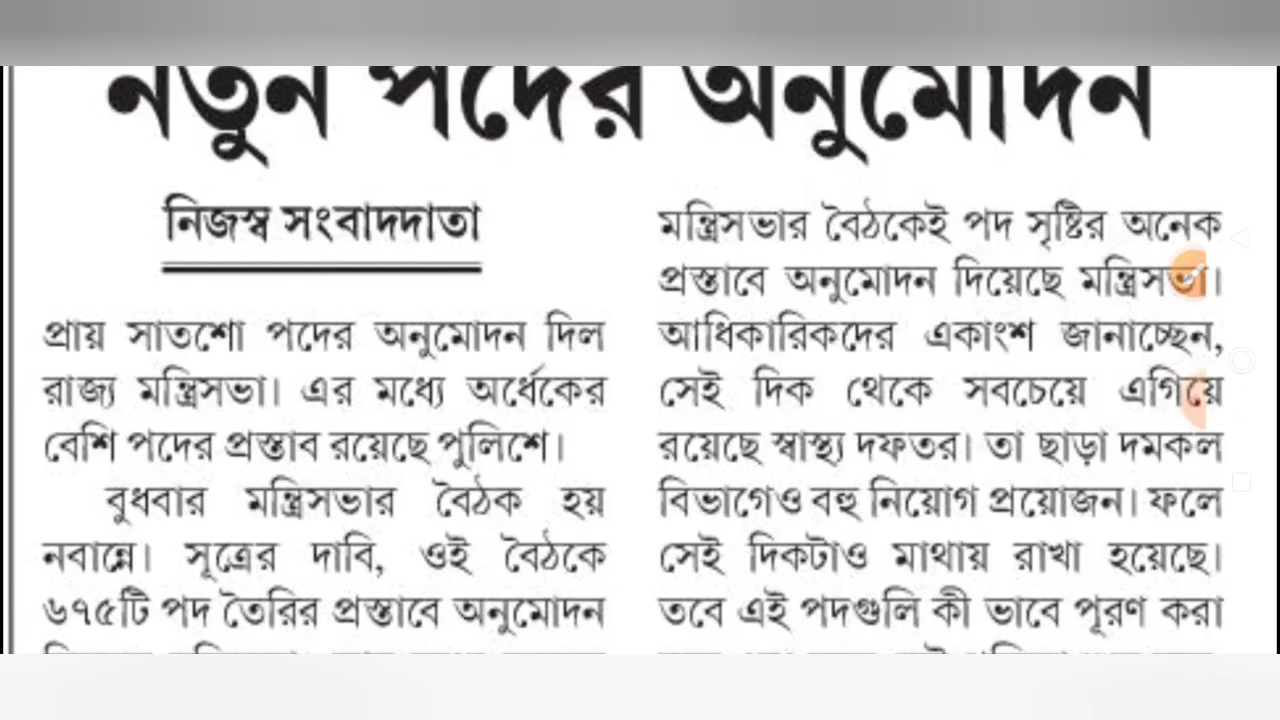 নতুন পদের অনুমোদন
নিজস্ব সংবাদদাতা
প্রায় সাতশো পদের অনুমোদন দিল
রাজ্য মন্ত্রিসভা। এর মধ্যে অর্ধেকের
বেশি পদের প্রস্তাব রয়েছে পুলিশে।
বুধবার মন্ত্রিসভার বৈঠক হয়
নবান্নে। সূত্রের দাবি, ওই বৈঠকে
৬৭৫টি পদ তৈরির প্রস্তাবে অনুমোদন
মন্ত্রিসভার বৈঠকেই পদ সৃষ্টির অনেক
প্রস্তাবে অনুমোদন দিয়েছে মন্ত্রিসভা।
আধিকারিকদের একাংশ জানাচ্ছেন,
সেই দিক থেকে সবচেয়ে এগিয়ে
রয়েছে স্বাস্থ্য দফতর। তা ছাড়া দমকল
বিভাগেও বহু নিয়োগ প্রয়োজন। ফলে
সেই দিকটাও মাথায় রাখা হয়েছে।
তবে এই পদগুলি কী ভাবে পূরণ করা